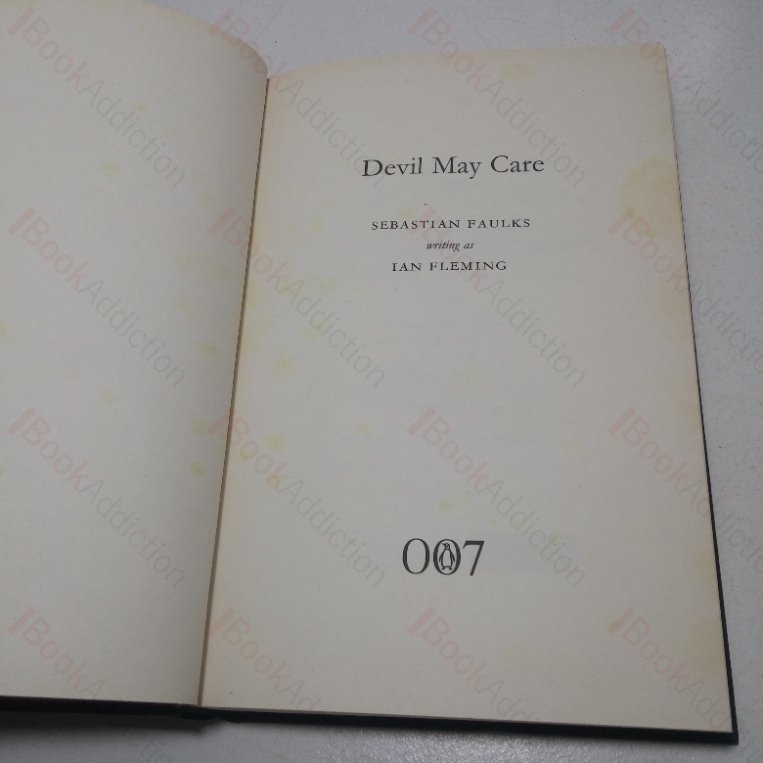 Devil May Care
SEBASTIAN FAULKS
writing as
IAN FLEMING
007
BookAddiction